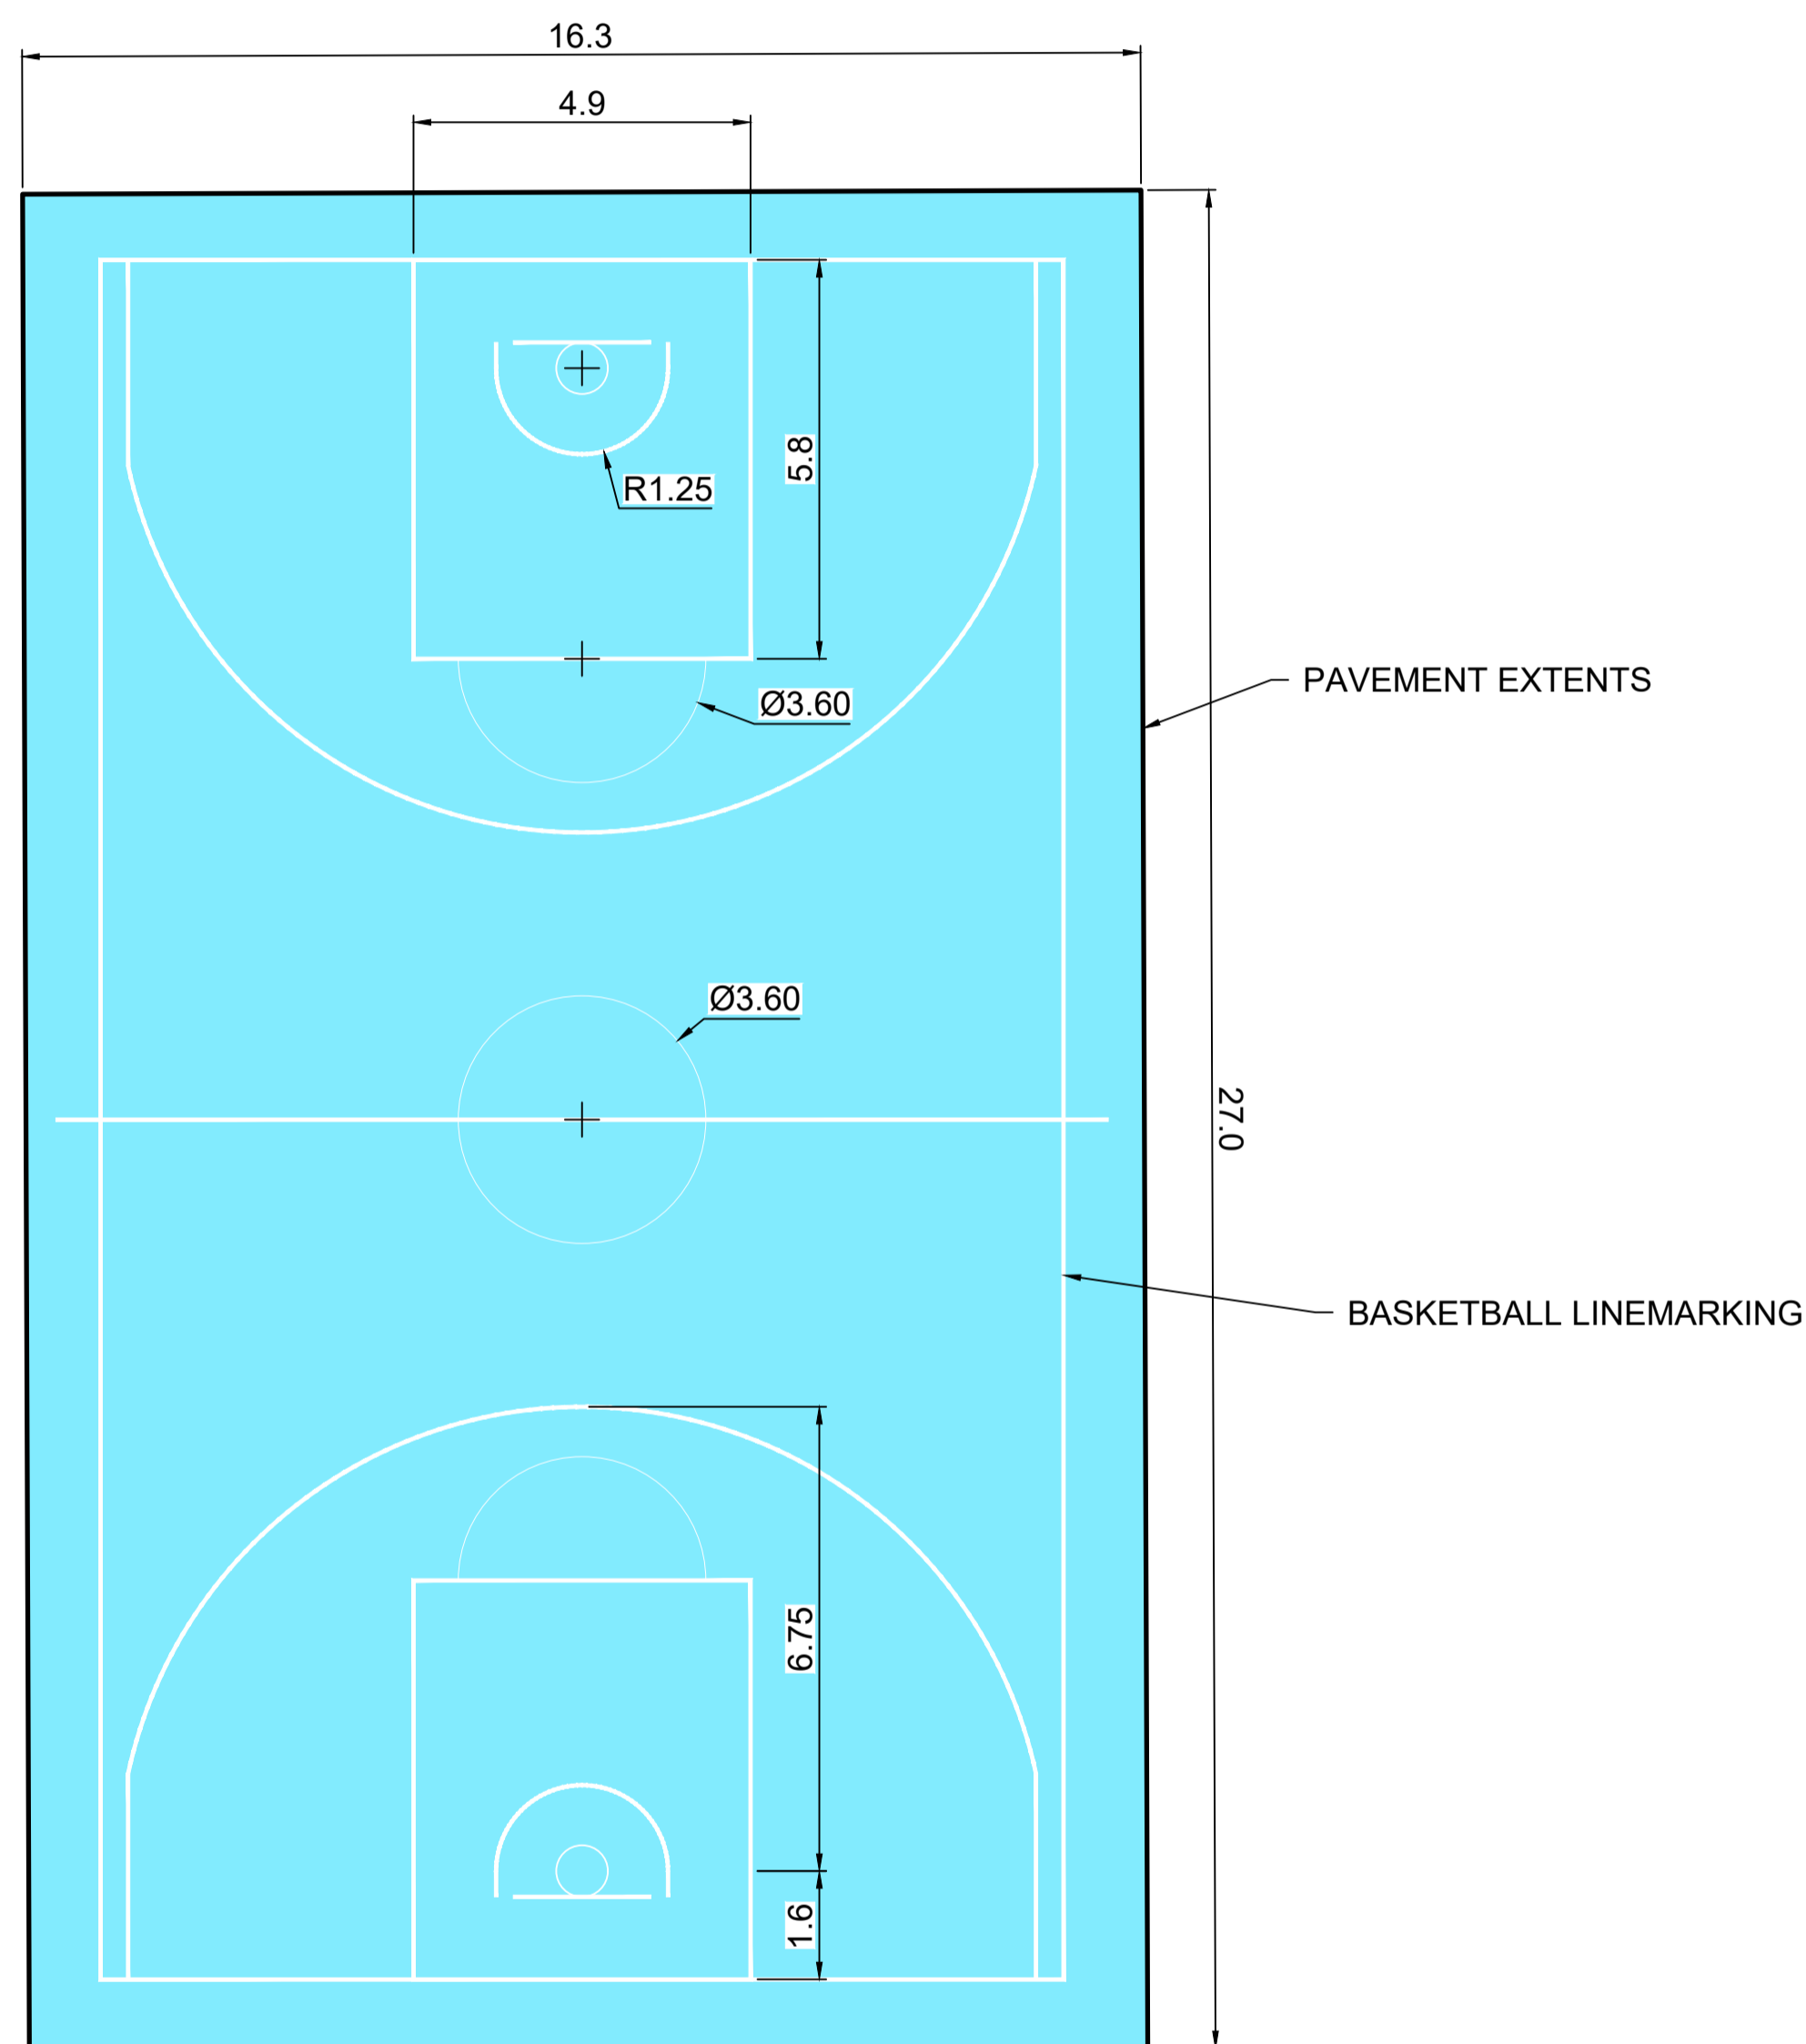 16.3
4.9
5.8
R1.25
PAVEMENT EXTENTS
Ø3.60
Ø3.60
27.0
BASKETBALL LINEMARKING
6.75
1.6